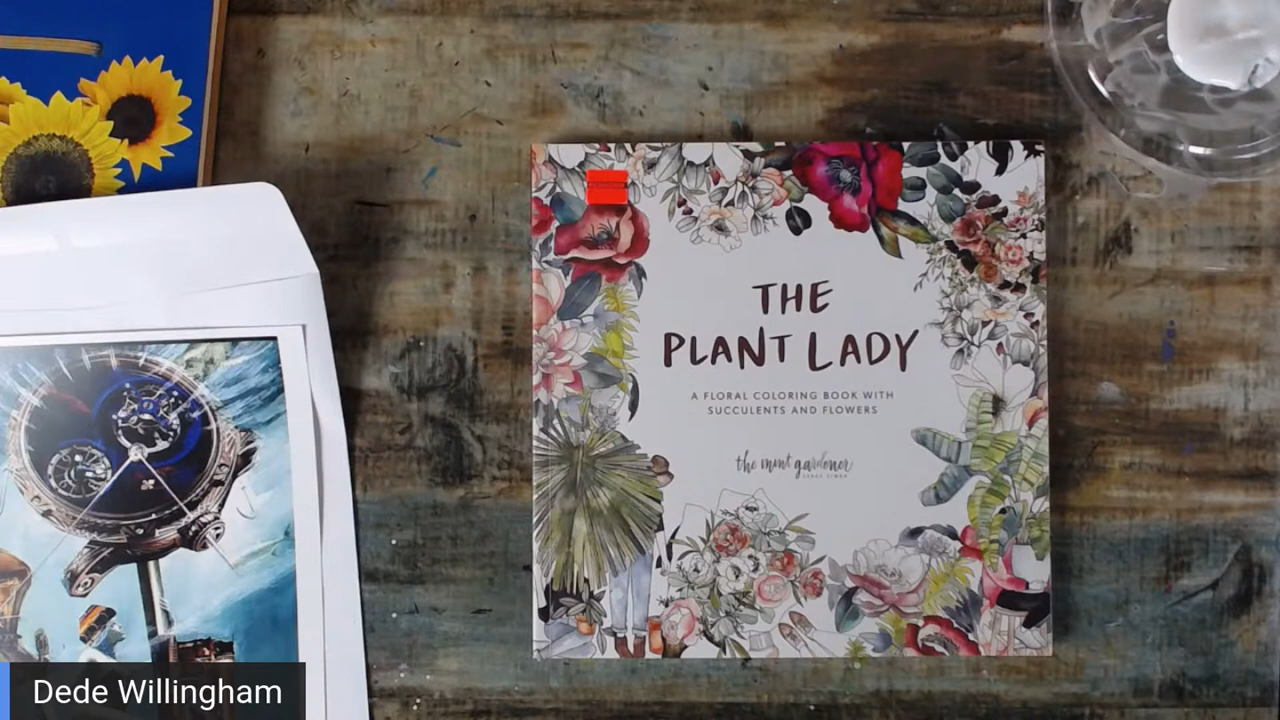 THE
PLANT LADY
A FLORAL COLORING BOOK WITH
SUCCULENTS AND FLOWERS
the mint gardener
Dede Willingham